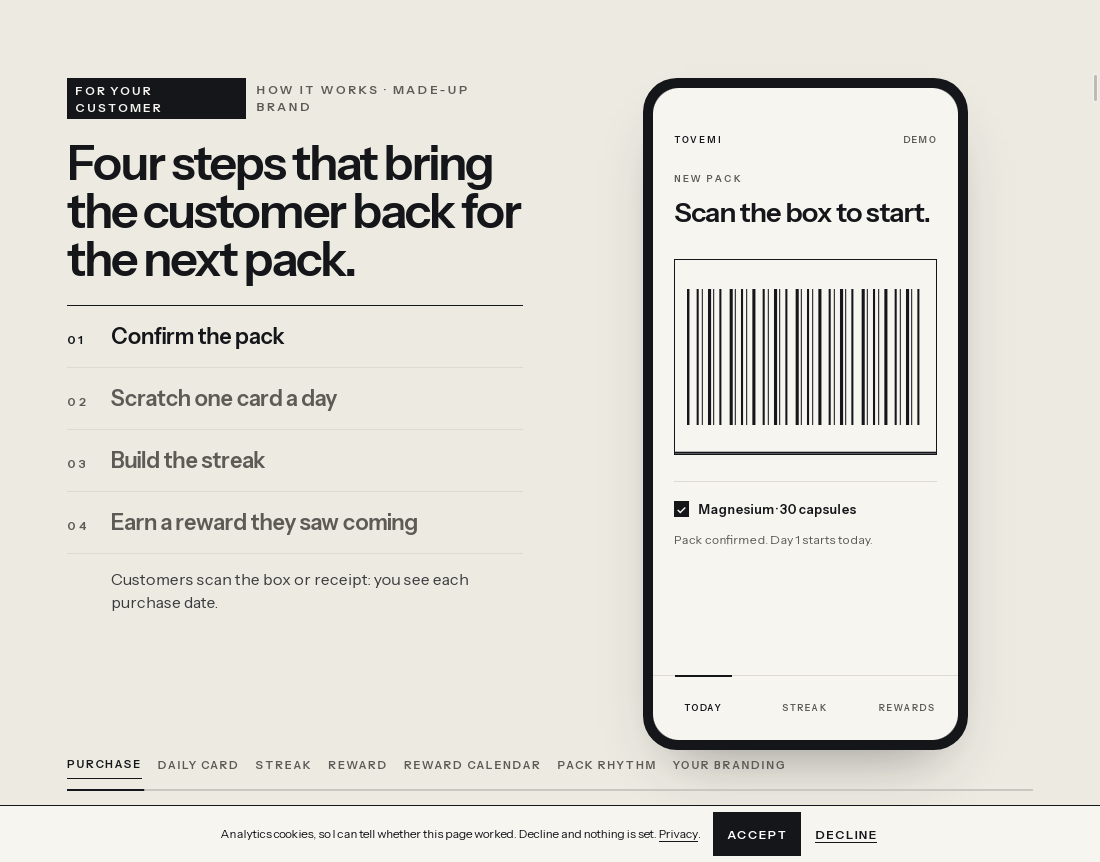 FOR YOUR
CUSTOMER
HOW IT WORKS · MADE-UP
BRAND
Four steps that bring
the customer back for
the next pack.
01 Confirm the pack
02 Scratch one card a day
03 Build the streak
04 Earn a reward they saw coming
Customers scan the box or receipt: you see each
purchase date.
TOVEMI DEMO
NEW PACK
Scan the box to start.
Magnesium · 30 capsules
Pack confirmed. Day 1 starts today.
TODAY STREAK REWARDS
PURCHASE DAILY CARD STREAK REWARD REWARD CALENDAR PACK RHYTHM YOUR BRANDING
Analytics cookies, so I can tell whether this page worked. Decline and nothing is set. Privacy. ACCEPT DECLINE